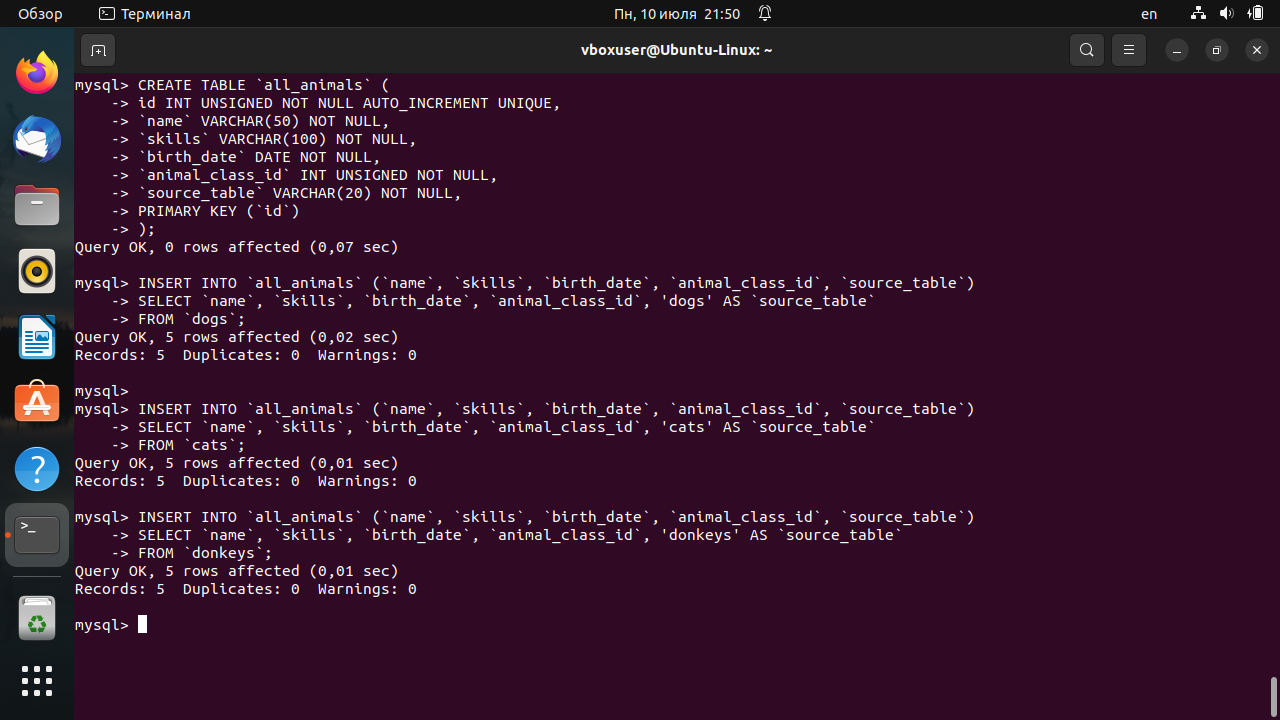 Обзор
Терминал
Пн, 10 июля 21:50
en
vboxuser@Ubuntu-Linux: ~
mysql> CREATE TABLE `all_animals` (
    -> id INT UNSIGNED NOT NULL AUTO_INCREMENT UNIQUE,
    -> `name` VARCHAR(50) NOT NULL,
    -> `skills` VARCHAR(100) NOT NULL,
    -> `birth_date` DATE NOT NULL,
    -> `animal_class_id` INT UNSIGNED NOT NULL,
    -> `source_table` VARCHAR(20) NOT NULL,
    -> PRIMARY KEY (`id`)
    -> );
Query OK, 0 rows affected (0,07 sec)

mysql> INSERT INTO `all_animals` (`name`, `skills`, `birth_date`, `animal_class_id`, `source_table`)
    -> SELECT `name`, `skills`, `birth_date`, `animal_class_id`, 'dogs' AS `source_table`
    -> FROM `dogs`;
Query OK, 5 rows affected (0,02 sec)
Records: 5  Duplicates: 0  Warnings: 0

mysql>
mysql> INSERT INTO `all_animals` (`name`, `skills`, `birth_date`, `animal_class_id`, `source_table`)
    -> SELECT `name`, `skills`, `birth_date`, `animal_class_id`, 'cats' AS `source_table`
    -> FROM `cats`;
Query OK, 5 rows affected (0,01 sec)
Records: 5  Duplicates: 0  Warnings: 0

mysql> INSERT INTO `all_animals` (`name`, `skills`, `birth_date`, `animal_class_id`, `source_table`)
    -> SELECT `name`, `skills`, `birth_date`, `animal_class_id`, 'donkeys' AS `source_table`
    -> FROM `donkeys`;
Query OK, 5 rows affected (0,01 sec)
Records: 5  Duplicates: 0  Warnings: 0

mysql>